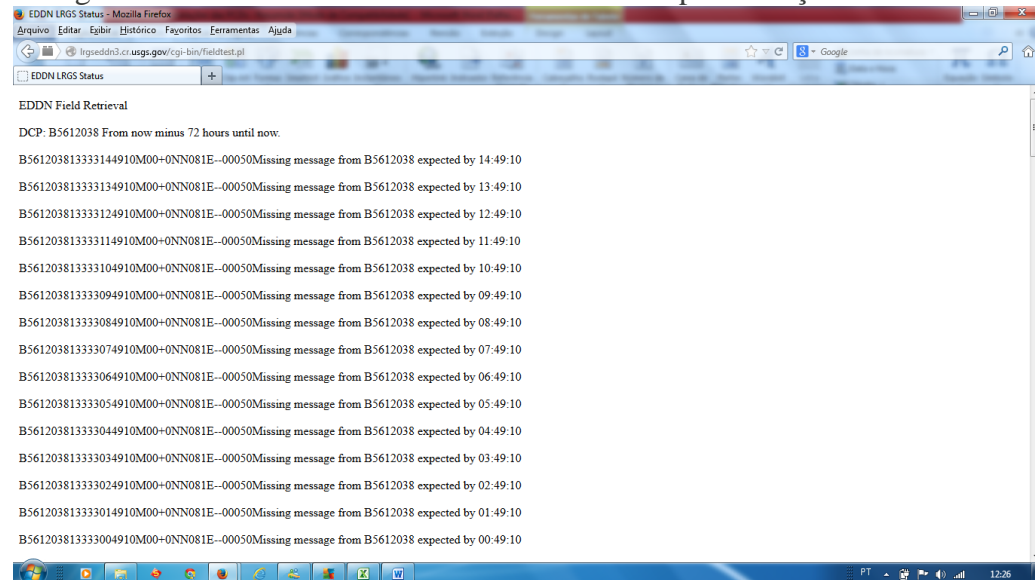 EDDN LRGS Status - Mozilla Firefox
Arquivo Editar Exibir Histórico Favoritos Ferramentas Ajuda
lrgseddn3.cr.usgs.gov/cgi-bin/fieldtest.pl
Google
EDDN LRGS Status
EDDN Field Retrieval
DCP: B5612038 From now minus 72 hours until now.
B561203813333144910M00+0NN081E--00050Missing message from B5612038 expected by 14:49:10
B561203813333134910M00+0NN081E--00050Missing message from B5612038 expected by 13:49:10
B561203813333124910M00+0NN081E--00050Missing message from B5612038 expected by 12:49:10
B561203813333114910M00+0NN081E--00050Missing message from B5612038 expected by 11:49:10
B561203813333104910M00+0NN081E--00050Missing message from B5612038 expected by 10:49:10
B561203813333094910M00+0NN081E--00050Missing message from B5612038 expected by 09:49:10
B561203813333084910M00+0NN081E--00050Missing message from B5612038 expected by 08:49:10
B561203813333074910M00+0NN081E--00050Missing message from B5612038 expected by 07:49:10
B561203813333064910M00+0NN081E--00050Missing message from B5612038 expected by 06:49:10
B561203813333054910M00+0NN081E--00050Missing message from B5612038 expected by 05:49:10
B561203813333044910M00+0NN081E--00050Missing message from B5612038 expected by 04:49:10
B561203813333034910M00+0NN081E--00050Missing message from B5612038 expected by 03:49:10
B561203813333024910M00+0NN081E--00050Missing message from B5612038 expected by 02:49:10
B561203813333014910M00+0NN081E--00050Missing message from B5612038 expected by 01:49:10
B561203813333004910M00+0NN081E--00050Missing message from B5612038 expected by 00:49:10
PT 12:26